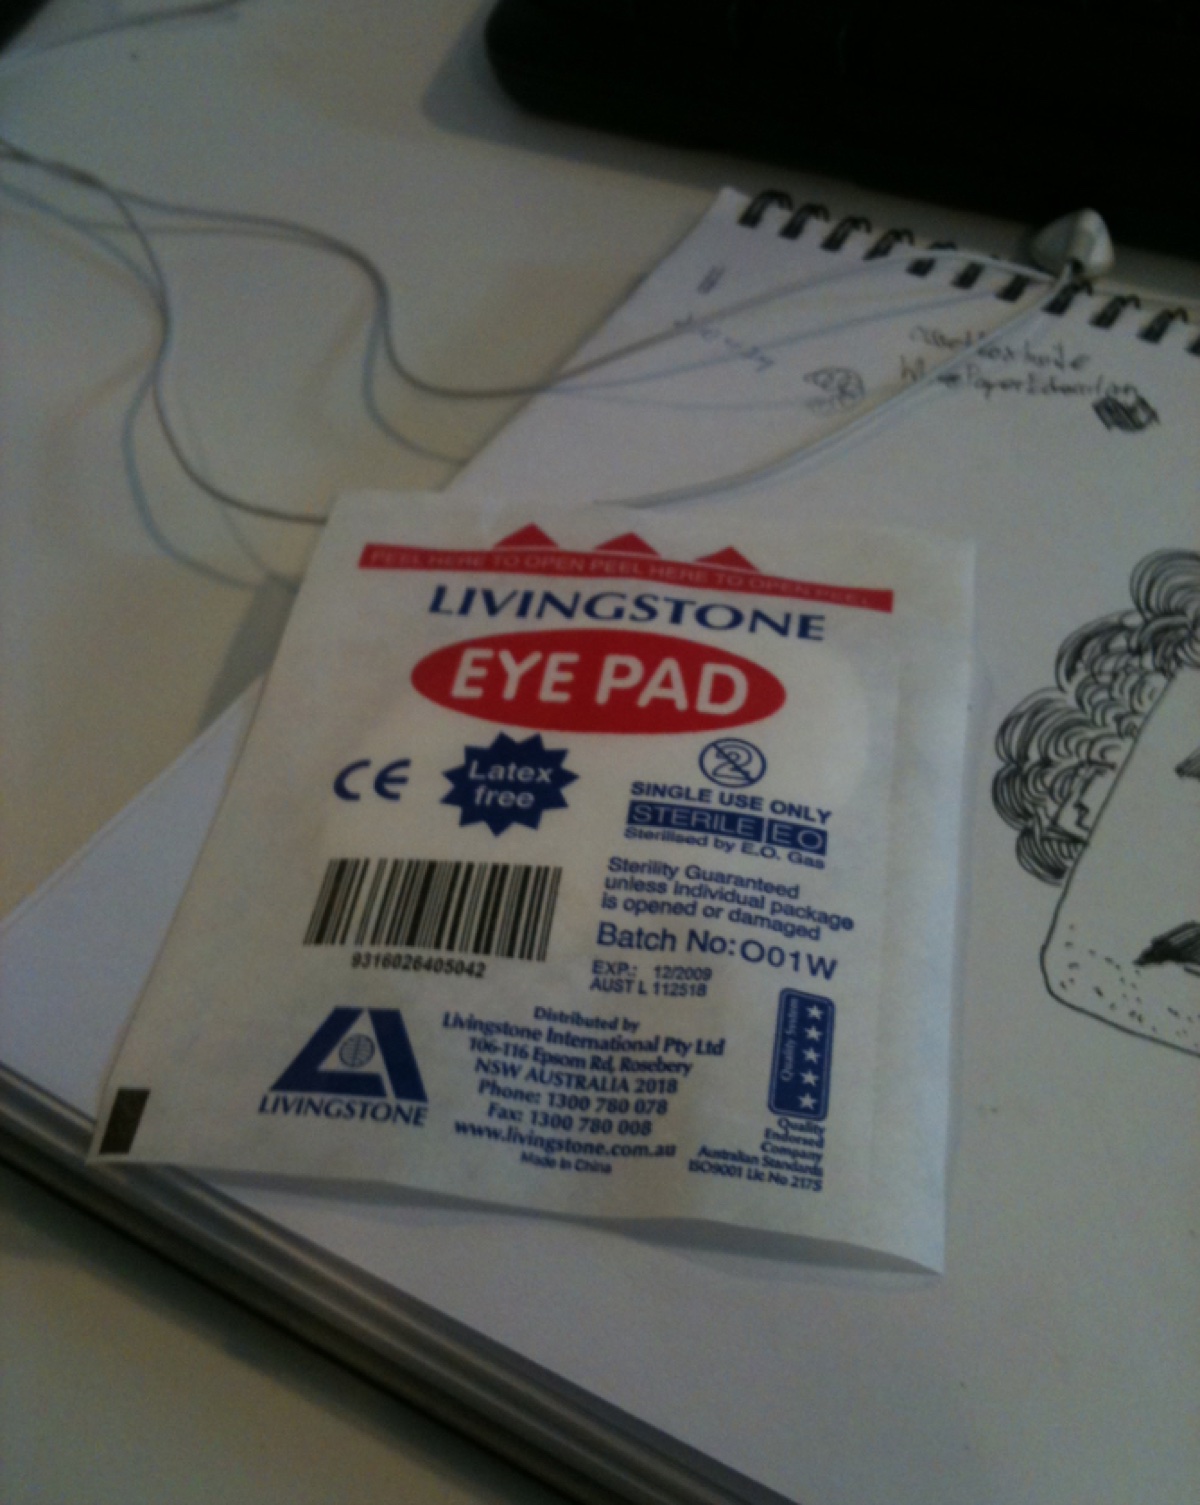 PEEL HERE TO OPEN PEEL HERE TO OPEN PEEL
LIVINGSTONE
EYE PAD
CE
Latex
free
2
SINGLE USE ONLY
STERILE EO
Sterilised by E.O. Gas
Sterility Guaranteed
unless individual package
is opened or damaged
Batch No: O01W
EXP.: 12/2009
AUST L 112518
9316026405042
LIVINGSTONE
Distributed by
Livingstone International Pty Ltd
106-116 Epsom Rd, Rosebery
NSW AUSTRALIA 2018
Phone: 1300 780 078
Fax: 1300 780 008
www.livingstone.com.au
Made in China
Quality System
Quality
Endorsed
Company
Australian Standards
ISO9001 Lic No 2175